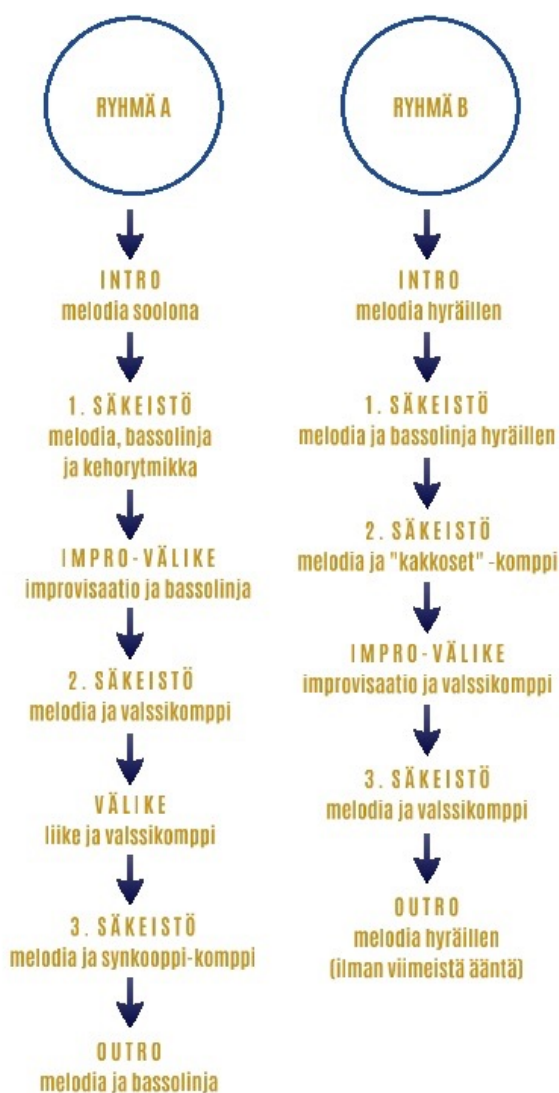 RYHMÄ A
INTRO
melodia soolona
1. SÄKEISTÖ
melodia, bassolinja
ja kehorytmikka
IMPRO-VÄLIKE
improvisaatio ja bassolinja
2. SÄKEISTÖ
melodia ja valssikomppi
VÄLIKE
liike ja valssikomppi
3. SÄKEISTÖ
melodia ja synkooppi-komppi
OUTRO
melodia ja bassolinja
RYHMÄ B
INTRO
melodia hyräillen
1. SÄKEISTÖ
melodia ja bassolinja hyräillen
2. SÄKEISTÖ
melodia ja "kakkoset" -komppi
IMPRO-VÄLIKE
improvisaatio ja valssikomppi
3. SÄKEISTÖ
melodia ja valssikomppi
OUTRO
melodia hyräillen
(ilman viimeistä ääntä)